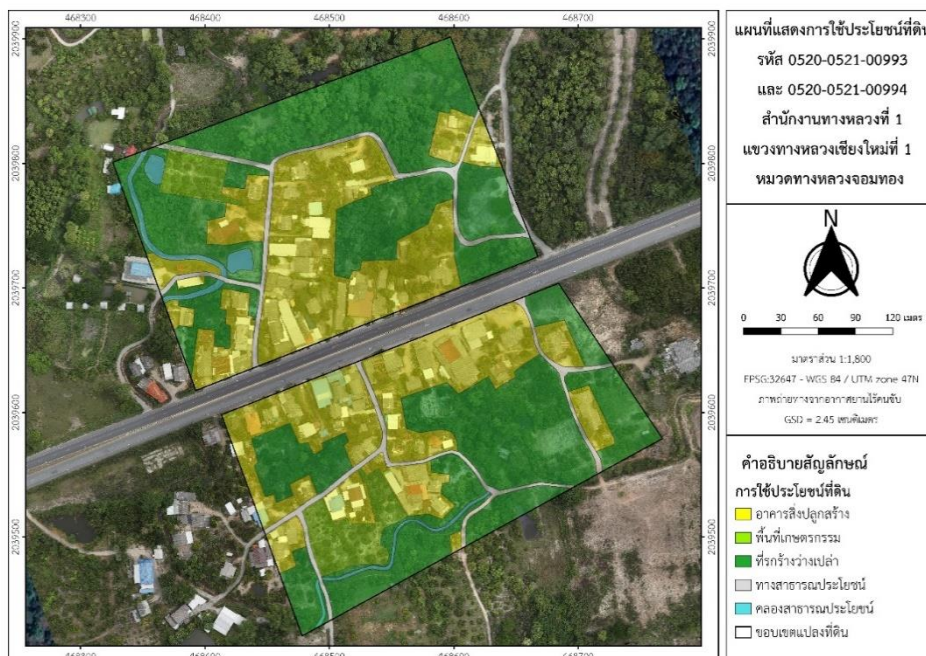 468300 468400 468500 468600 468700
2039900
2039800
2039700
2039600
2039500
2039900
2039800
2039700
2039600
2039500
468300 468400 468500 468600 468700
แผนที่แสดงการใช้ประโยชน์ที่ดิน
รหัส 0520-0521-00993
และ 0520-0521-00994
สำนักงานทางหลวงที่ 1
แขวงทางหลวงเชียงใหม่ที่ 1
หมวดทางหลวงจอมทอง
N
0 30 60 90 120 เมตร
มาตราส่วน 1:1,800
EPSG:32647 - WGS 84 / UTM zone 47N
ภาพถ่ายทางอากาศยานไร้คนขับ
GSD = 2.45 เซนติเมตร
คำอธิบายสัญลักษณ์
การใช้ประโยชน์ที่ดิน
อาคารสิ่งปลูกสร้าง
พื้นที่เกษตรกรรม
ที่รกร้างว่างเปล่า
ทางสาธารณประโยชน์
คลองสาธารณประโยชน์
ขอบเขตแปลงที่ดิน